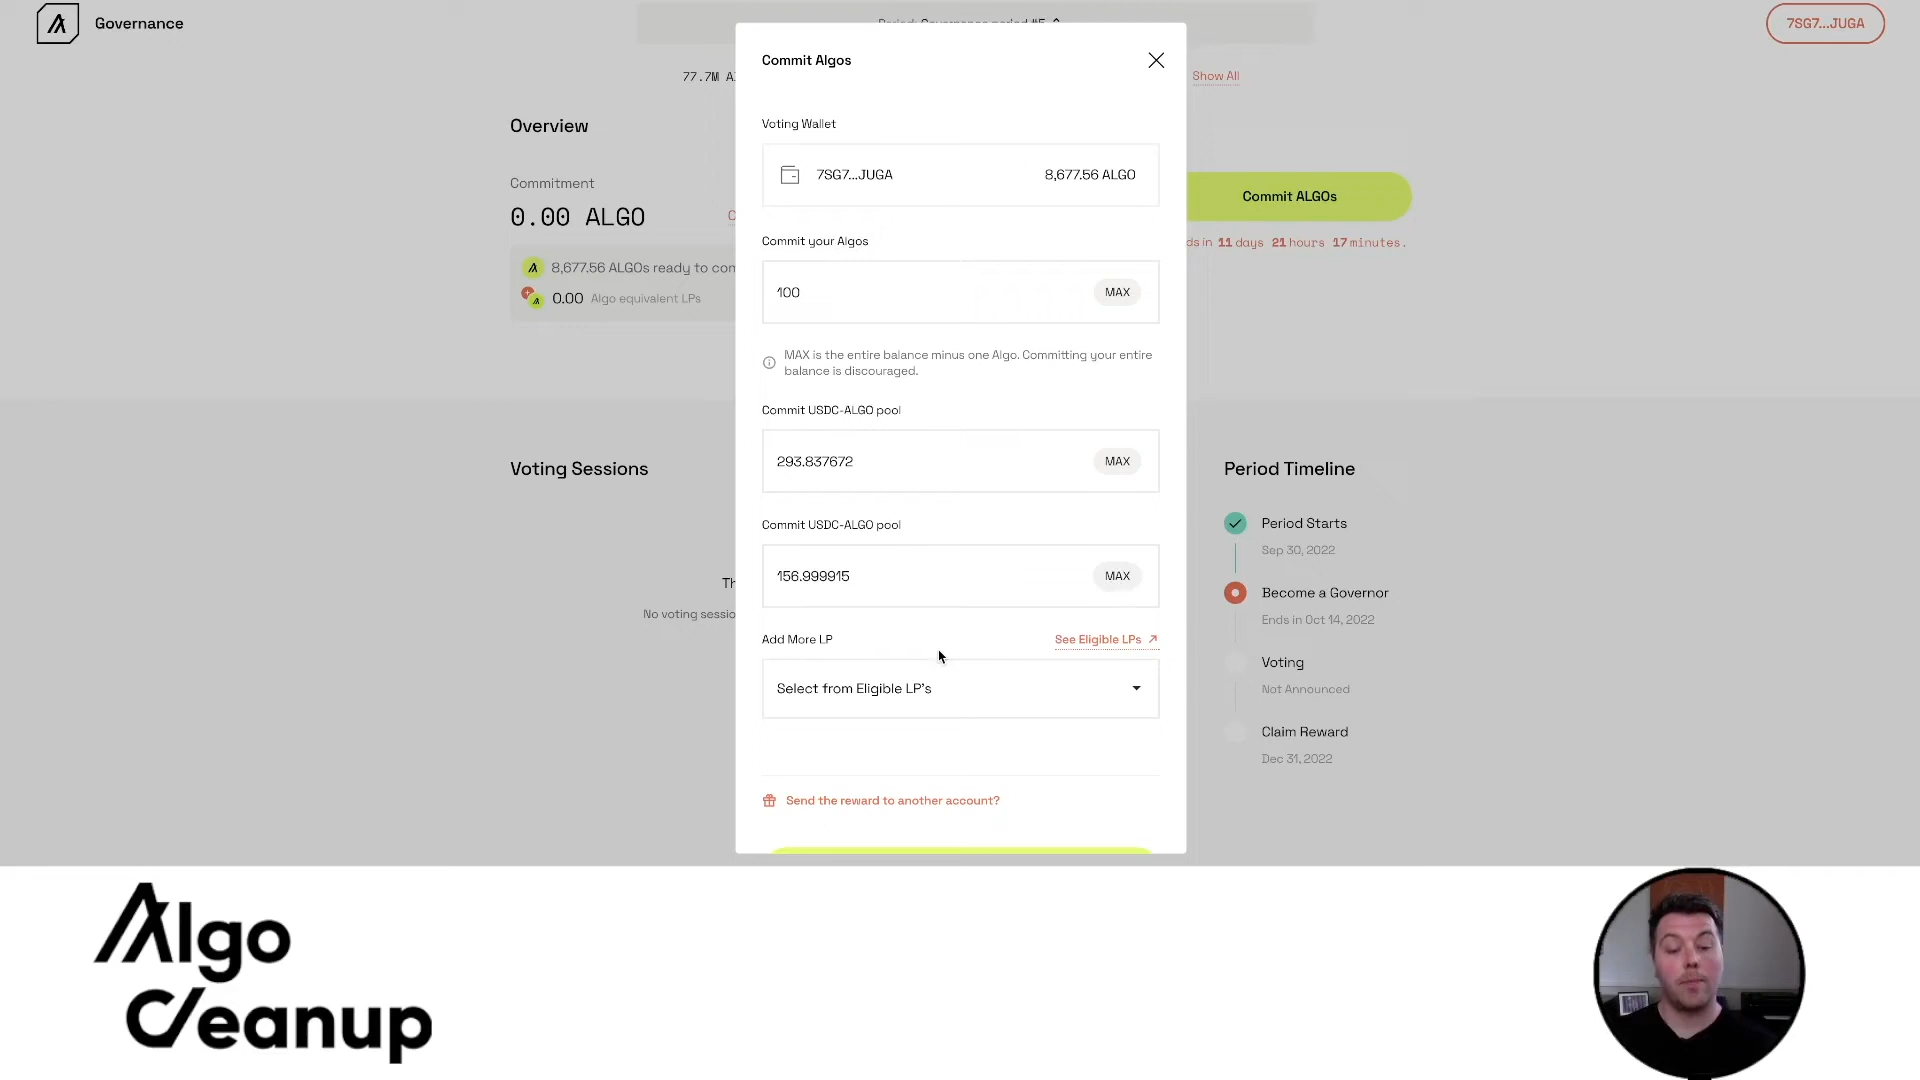 Governance
Period: Governance period #5
7SG7...JUGA
77.7M A
Show All
Overview
Commitment
0.00 ALGO
8,677.56 ALGOs ready to com
0.00 Algo equivalent LPs
Commit ALGOs
ds in 11 days 21 hours 17 minutes.
Commit Algos
Voting Wallet
7SG7...JUGA
8,677.56 ALGO
Commit your Algos
100
MAX
MAX is the entire balance minus one Algo. Committing your entire
balance is discouraged.
Commit USDC-ALGO pool
293.837672
MAX
Commit USDC-ALGO pool
156.999915
MAX
Add More LP
See Eligible LPs
Select from Eligible LP's
Send the reward to another account?
Voting Sessions
Th
No voting sessio
Period Timeline
Period Starts
Sep 30, 2022
Become a Governor
Ends in Oct 14, 2022
Voting
Not Announced
Claim Reward
Dec 31, 2022
Algo
Cleanup